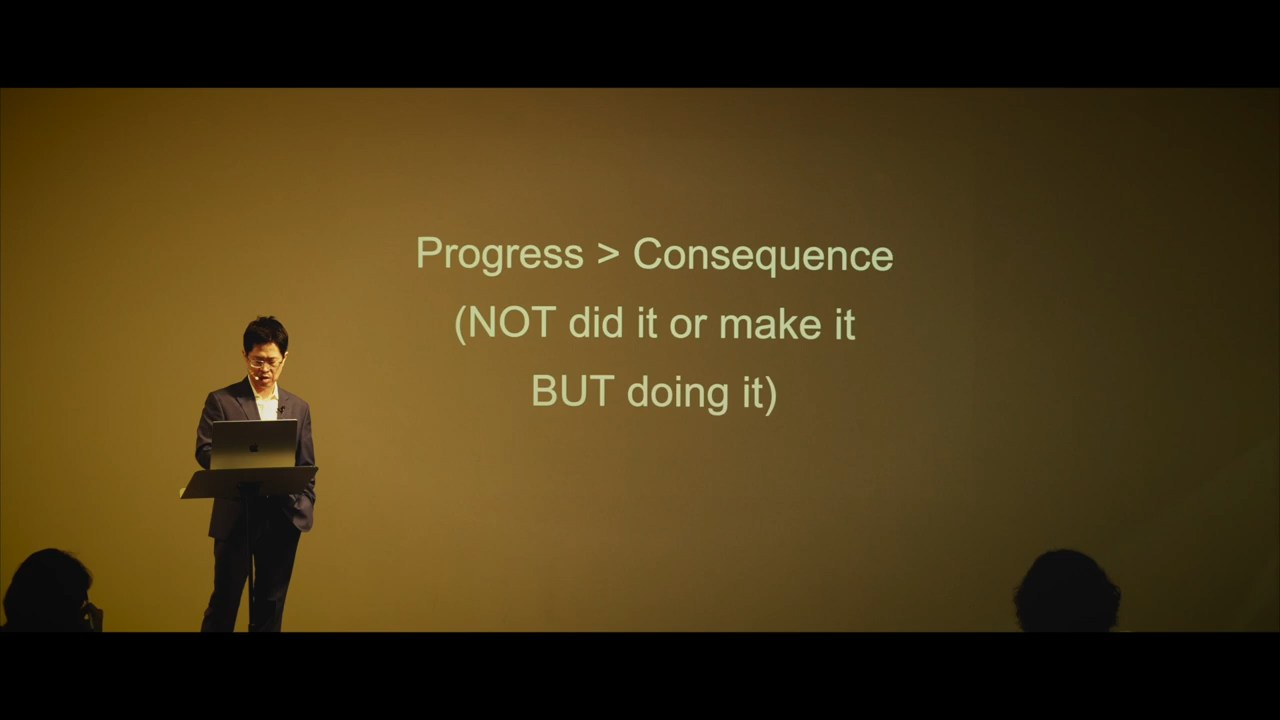 Progress > Consequence
(NOT did it or make it
BUT doing it)